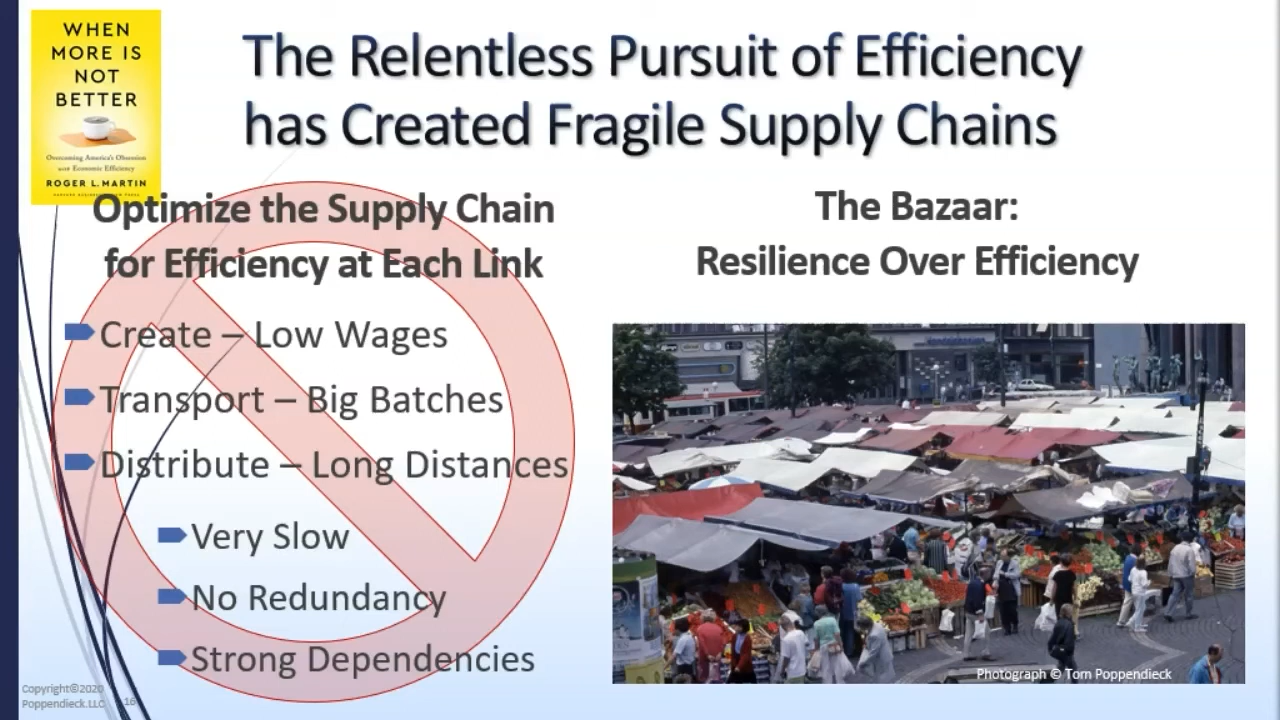 WHEN
MORE IS
NOT
BETTER
Overcoming America's Obsession
with Economic Efficiency
ROGER L. MARTIN
The Relentless Pursuit of Efficiency
has Created Fragile Supply Chains
Optimize the Supply Chain
for Efficiency at Each Link
Create – Low Wages
Transport – Big Batches
Distribute – Long Distances
Very Slow
No Redundancy
Strong Dependencies
The Bazaar:
Resilience Over Efficiency
Photograph © Tom Poppendieck
Copyright©2020
Poppendieck.LLC
16